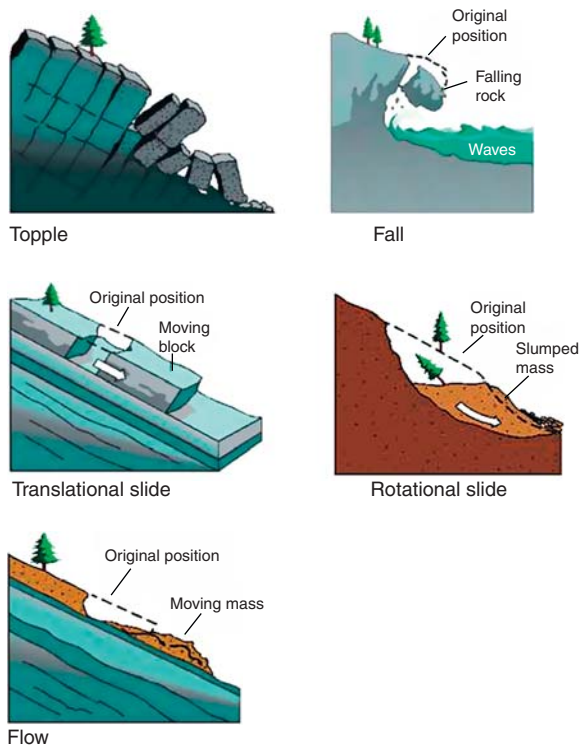 Original
position
Falling
rock
Waves
Topple
Fall
Original position
Moving
block
Original
position
Slumped
mass
Translational slide
Rotational slide
Original position
Moving mass
Flow